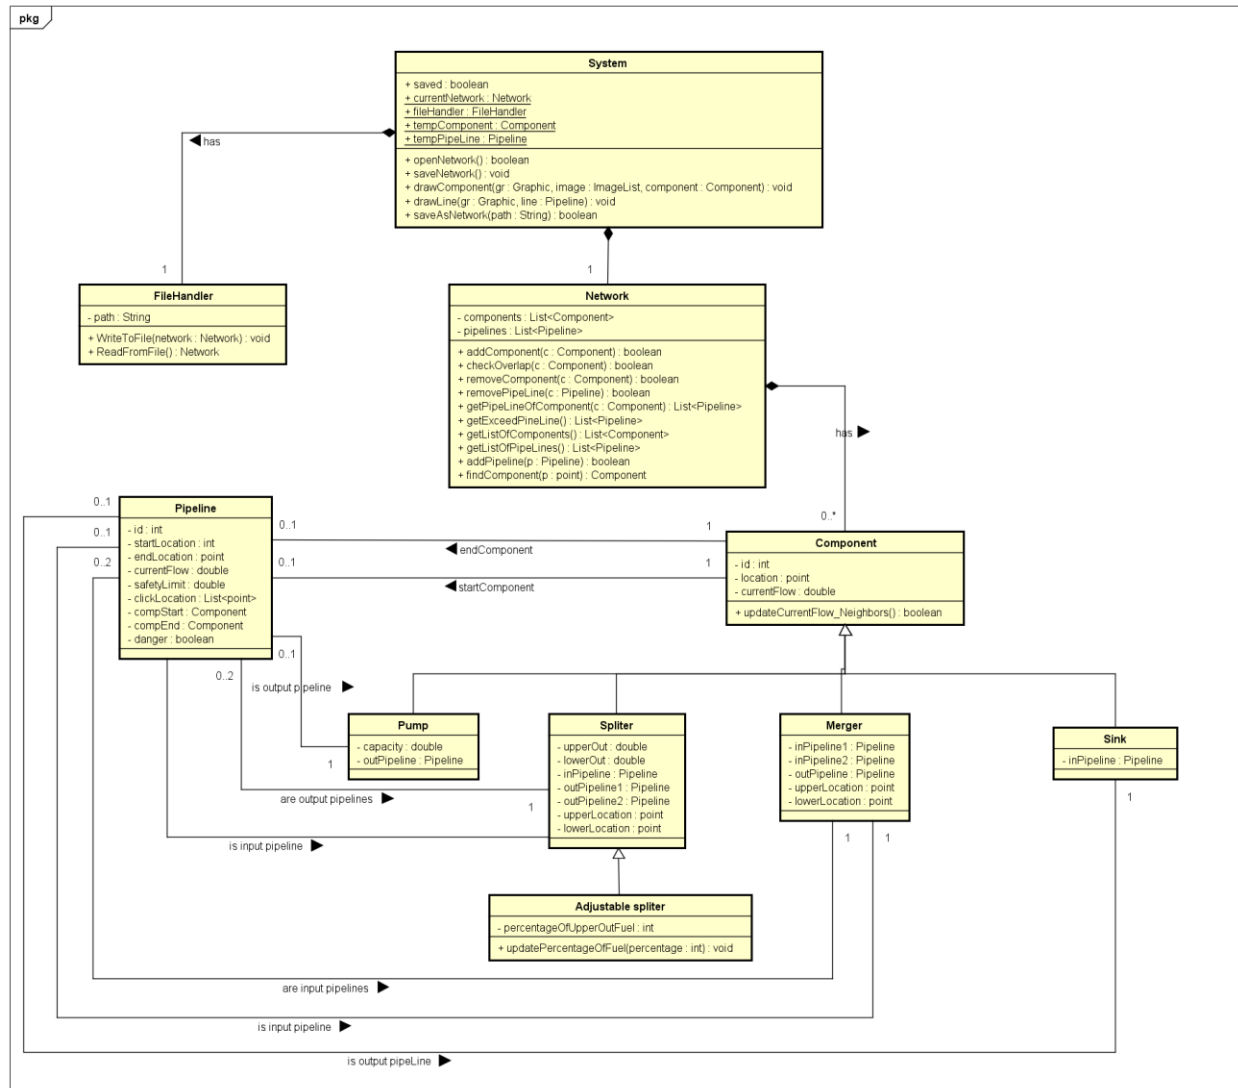 pkg
System
+ saved : boolean
+ currentNetwork : Network
+ fileHandler : FileHandler
+ tempComponent : Component
+ tempPipeLine : Pipeline
+ openNetwork() : boolean
+ saveNetwork() : void
+ drawComponent(gr : Graphic, image : ImageList, component : Component) : void
+ drawLine(gr : Graphic, line : Pipeline) : void
+ saveAsNetwork(path : String) : boolean
has
1
1
FileHandler
- path : String
+ WriteToFile(network : Network) : void
+ ReadFromFile() : Network
Network
- components : List<Component>
- pipelines : List<Pipeline>
+ addComponent(c : Component) : boolean
+ checkOverlap(c : Component) : boolean
+ removeComponent(c : Component) : boolean
+ removePipeLine(c : Pipeline) : boolean
+ getPipeLineOfComponent(c : Component) : List<Pipeline>
+ getExceedPineLine() : List<Pipeline>
+ getListOfComponents() : List<Component>
+ getListOfPipeLines() : List<Pipeline>
+ addPipeline(p : Pipeline) : boolean
+ findComponent(p : point) : Component
has
0..*
0..1
0..1
0..2
Pipeline
- id : int
- startLocation : int
- endLocation : point
- currentFlow : double
- safetyLimit : double
- clickLocation : List<point>
- compStart : Component
- compEnd : Component
- danger : boolean
0..1
1
endComponent
0..1
1
startComponent
Component
- id : int
- location : point
- currentFlow : double
+ updateCurrentFlow_Neighbors() : boolean
0..1
0..2
is output pipeline
1
Pump
- capacity : double
- outPipeline : Pipeline
are output pipelines
1
is input pipeline
Spliter
- upperOut : double
- lowerOut : double
- inPipeline : Pipeline
- outPipeline1 : Pipeline
- outPipeline2 : Pipeline
- upperLocation : point
- lowerLocation : point
Merger
- inPipeline1 : Pipeline
- inPipeline2 : Pipeline
- outPipeline : Pipeline
- upperLocation : point
- lowerLocation : point
1
1
Sink
- inPipeline : Pipeline
1
Adjustable spliter
- percentageOfUpperOutFuel : int
+ updatePercentageOfFuel(percentage : int) : void
are input pipelines
is input pipeline
is output pipeLine